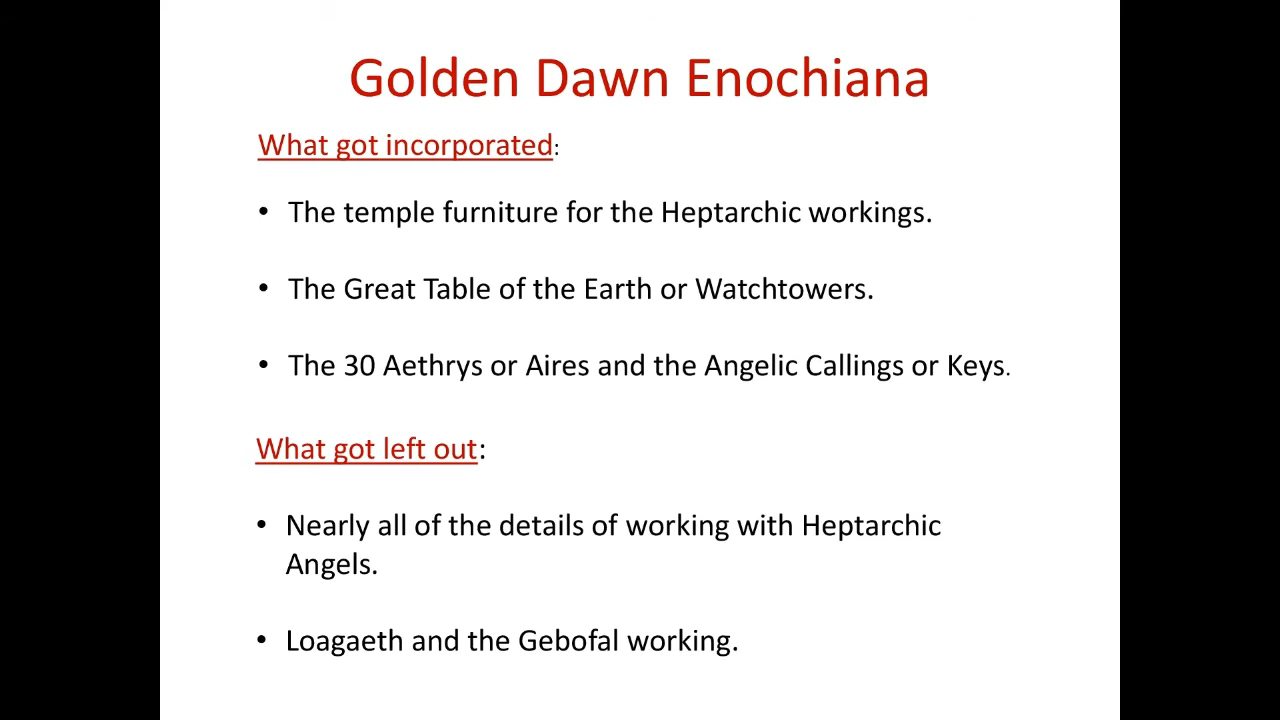 Golden Dawn Enochiana
What got incorporated:
• The temple furniture for the Heptarchic workings.
• The Great Table of the Earth or Watchtowers.
• The 30 Aethrys or Aires and the Angelic Callings or Keys.
What got left out:
• Nearly all of the details of working with Heptarchic
Angels.
• Loagaeth and the Gebofal working.